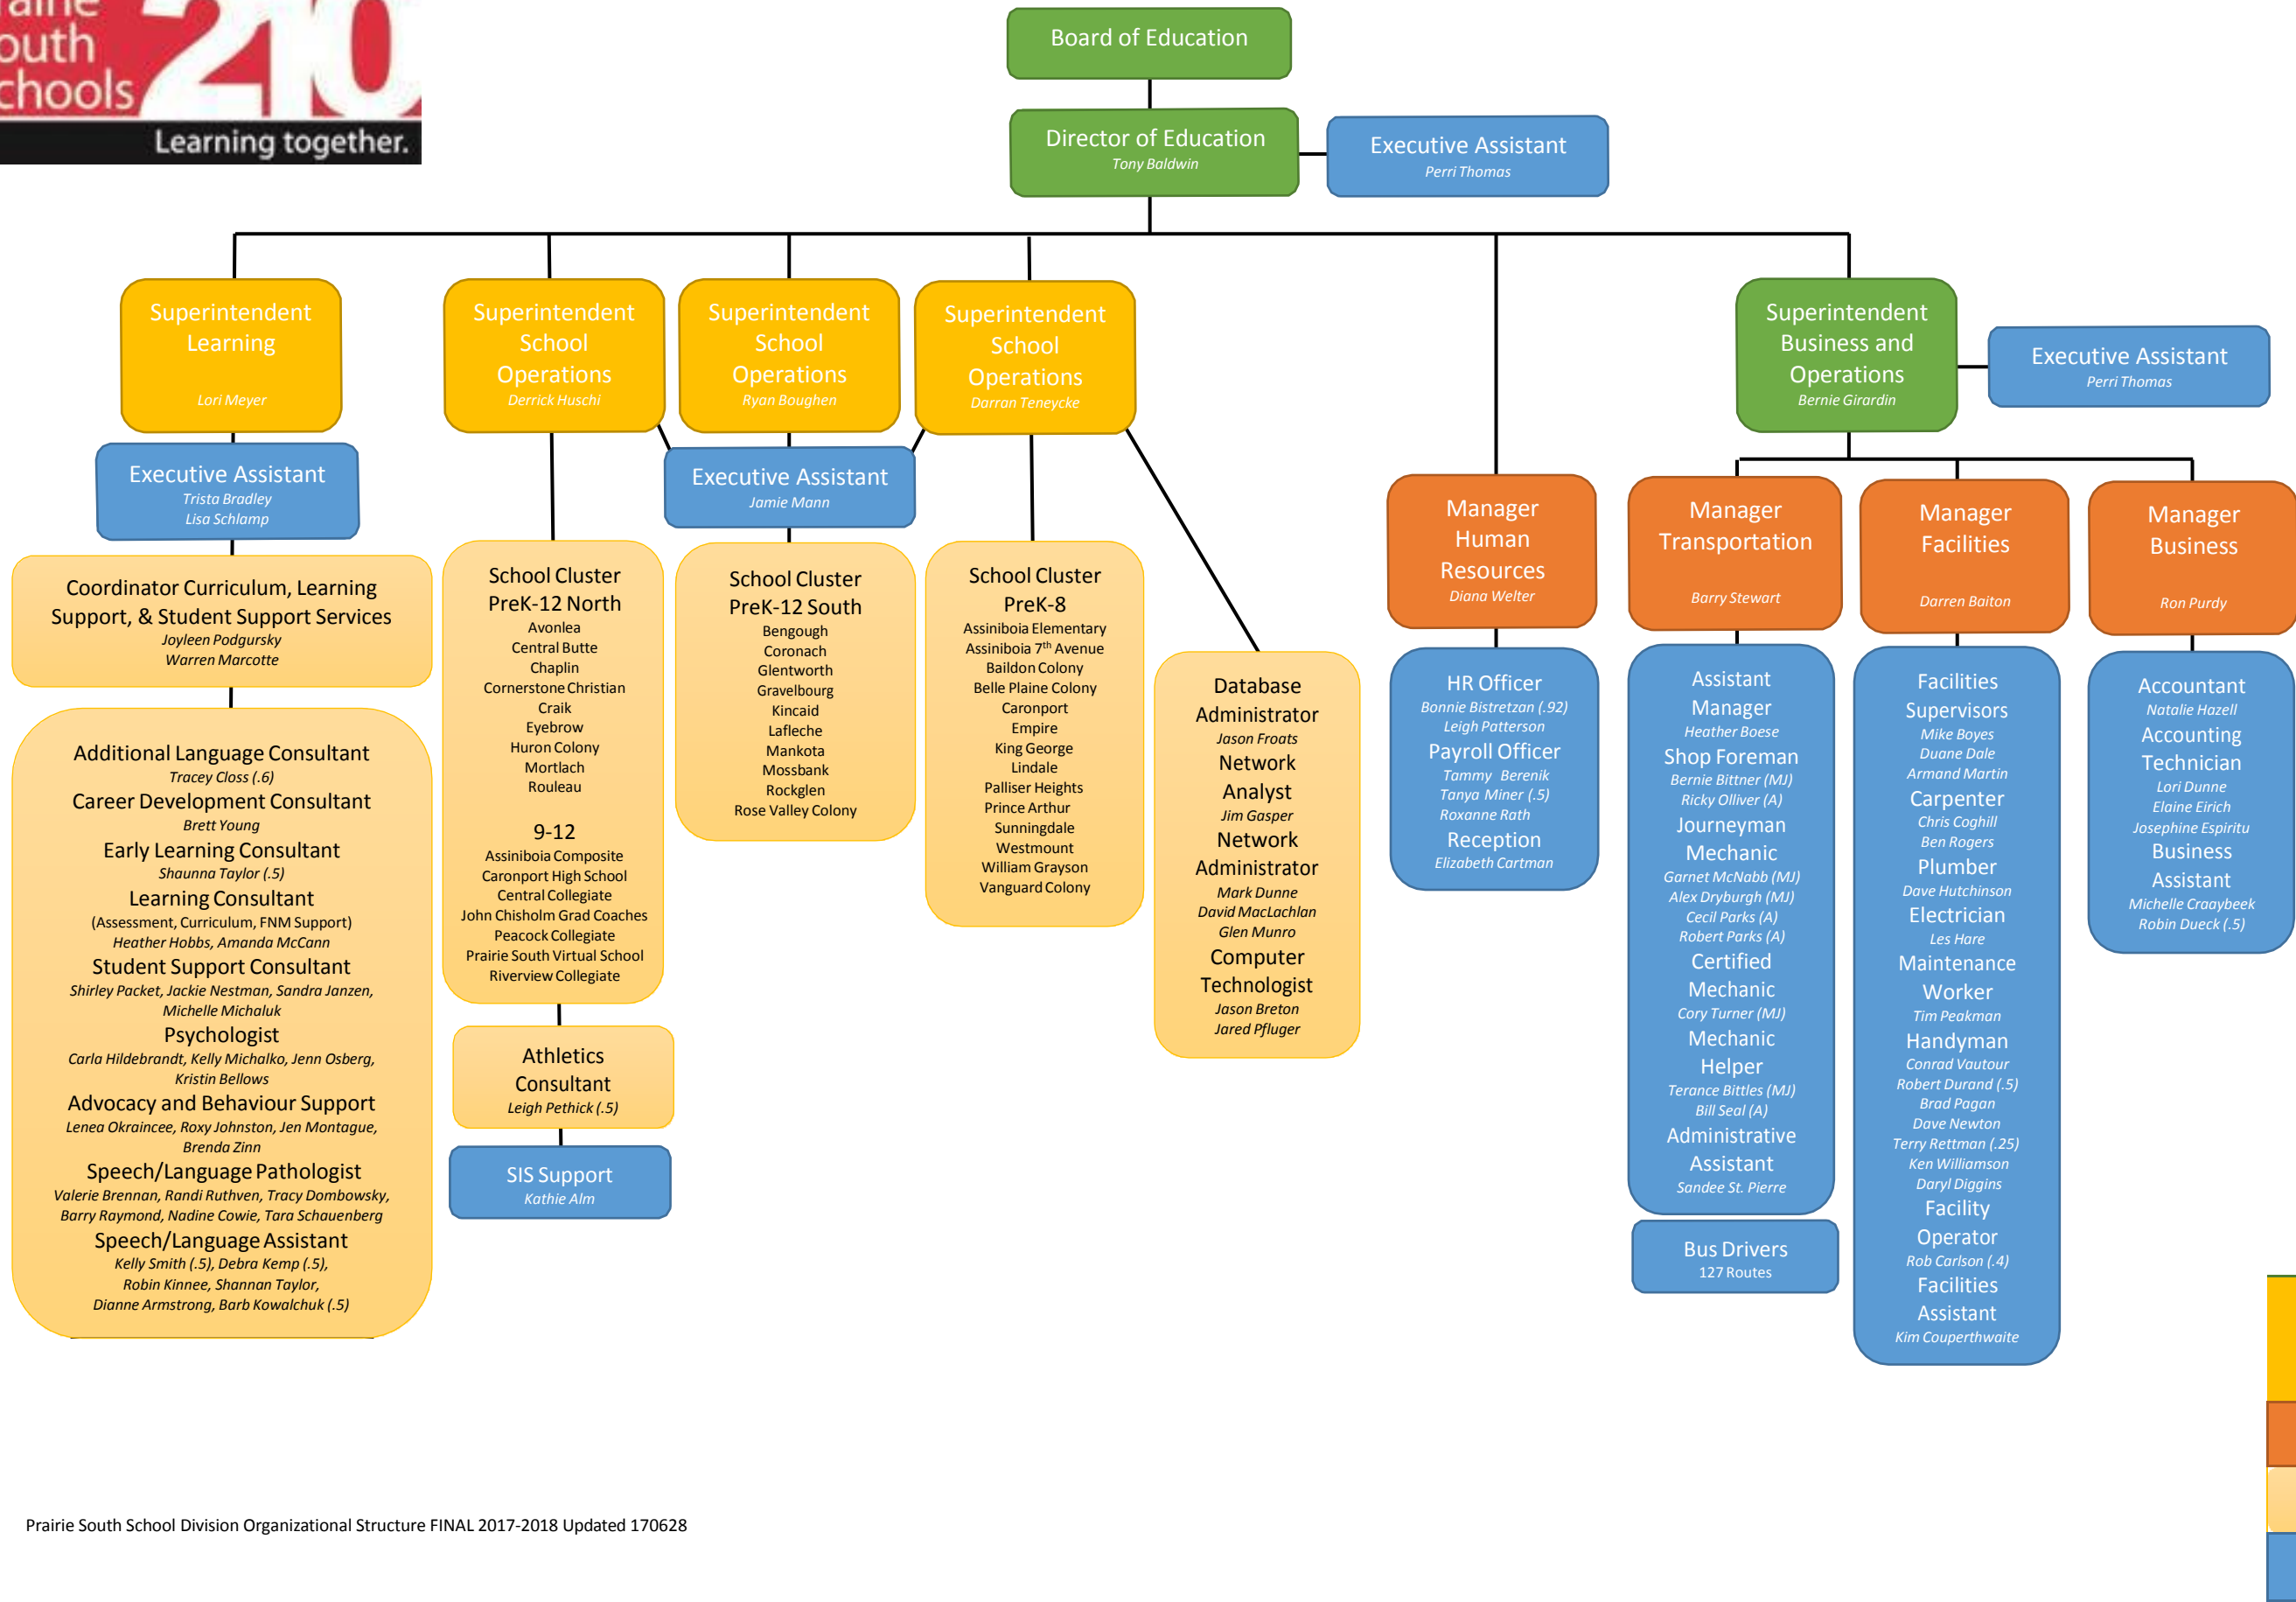 outh
chools
210
Learning together.
Board of Education
Director of Education
Tony Baldwin
Executive Assistant
Perri Thomas
Superintendent
Learning
Lori Meyer
Superintendent
School
Operations
Derrick Huschi
Superintendent
School
Operations
Ryan Boughen
Superintendent
School
Operations
Darran Teneycke
Superintendent
Business and
Operations
Bernie Girardin
Executive Assistant
Perri Thomas
Executive Assistant
Trista Bradley
Lisa Schlamp
Executive Assistant
Jamie Mann
Coordinator Curriculum, Learning
Support, & Student Support Services
Joyleen Podgursky
Warren Marcotte
Additional Language Consultant
Tracey Closs (.6)
Career Development Consultant
Brett Young
Early Learning Consultant
Shaunna Taylor (.5)
Learning Consultant
(Assessment, Curriculum, FNM Support)
Heather Hobbs, Amanda McCann
Student Support Consultant
Shirley Packet, Jackie Nestman, Sandra Janzen,
Michelle Michaluk
Psychologist
Carla Hildebrandt, Kelly Michalko, Jenn Osberg,
Kristin Bellows
Advocacy and Behaviour Support
Lenea Okraincee, Roxy Johnston, Jen Montague,
Brenda Zinn
Speech/Language Pathologist
Valerie Brennan, Randi Ruthven, Tracy Dombowsky,
Barry Raymond, Nadine Cowie, Tara Schauenberg
Speech/Language Assistant
Kelly Smith (.5), Debra Kemp (.5),
Robin Kinnee, Shannan Taylor,
Dianne Armstrong, Barb Kowalchuk (.5)
School Cluster
PreK-12 North
Avonlea
Central Butte
Chaplin
Cornerstone Christian
Craik
Eyebrow
Huron Colony
Mortlach
Rouleau
9-12
Assiniboia Composite
Caronport High School
Central Collegiate
John Chisholm Grad Coaches
Peacock Collegiate
Prairie South Virtual School
Riverview Collegiate
Athletics
Consultant
Leigh Pethick (.5)
SIS Support
Kathie Alm
School Cluster
PreK-12 South
Bengough
Coronach
Glentworth
Gravelbourg
Kincaid
Lafleche
Mankota
Mossbank
Rockglen
Rose Valley Colony
School Cluster
PreK-8
Assiniboia Elementary
Assiniboia 7th Avenue
Baildon Colony
Belle Plaine Colony
Caronport
Empire
King George
Lindale
Palliser Heights
Prince Arthur
Sunningdale
Westmount
William Grayson
Vanguard Colony
Database
Administrator
Jason Froats
Network
Analyst
Jim Gasper
Network
Administrator
Mark Dunne
David MacLachlan
Glen Munro
Computer
Technologist
Jason Breton
Jared Pfluger
Manager
Human
Resources
Diana Welter
HR Officer
Bonnie Bistretzan (.92)
Leigh Patterson
Payroll Officer
Tammy Berenik
Tanya Miner (.5)
Roxanne Rath
Reception
Elizabeth Cartman
Manager
Transportation
Barry Stewart
Assistant
Manager
Heather Boese
Shop Foreman
Bernie Bittner (MJ)
Ricky Olliver (A)
Journeyman
Mechanic
Garnet McNabb (MJ)
Alex Dryburgh (MJ)
Cecil Parks (A)
Robert Parks (A)
Certified
Mechanic
Cory Turner (MJ)
Mechanic
Helper
Terance Bittles (MJ)
Bill Seal (A)
Administrative
Assistant
Sandee St. Pierre
Bus Drivers
127 Routes
Manager
Facilities
Darren Baiton
Facilities
Supervisors
Mike Boyes
Duane Dale
Armand Martin
Carpenter
Chris Coghill
Ben Rogers
Plumber
Dave Hutchinson
Electrician
Les Hare
Maintenance
Worker
Tim Peakman
Handyman
Conrad Vautour
Robert Durand (.5)
Brad Pagan
Dave Newton
Terry Rettman (.25)
Ken Williamson
Daryl Diggins
Facility
Operator
Rob Carlson (.4)
Facilities
Assistant
Kim Couperthwaite
Manager
Business
Ron Purdy
Accountant
Natalie Hazell
Accounting
Technician
Lori Dunne
Elaine Eirich
Josephine Espiritu
Business
Assistant
Michelle Craaybeek
Robin Dueck (.5)
Prairie South School Division Organizational Structure FINAL 2017-2018 Updated 170628